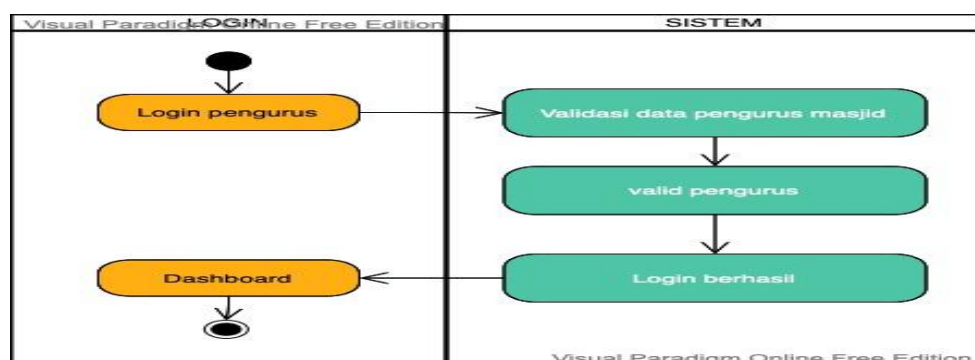 Visual Paradigm Online Free Edition
LOGIN
SISTEM
Login pengurus
Validasi data pengurus masjid
valid pengurus
Dashboard
Login berhasil
Visual Paradigm Online Free Edition